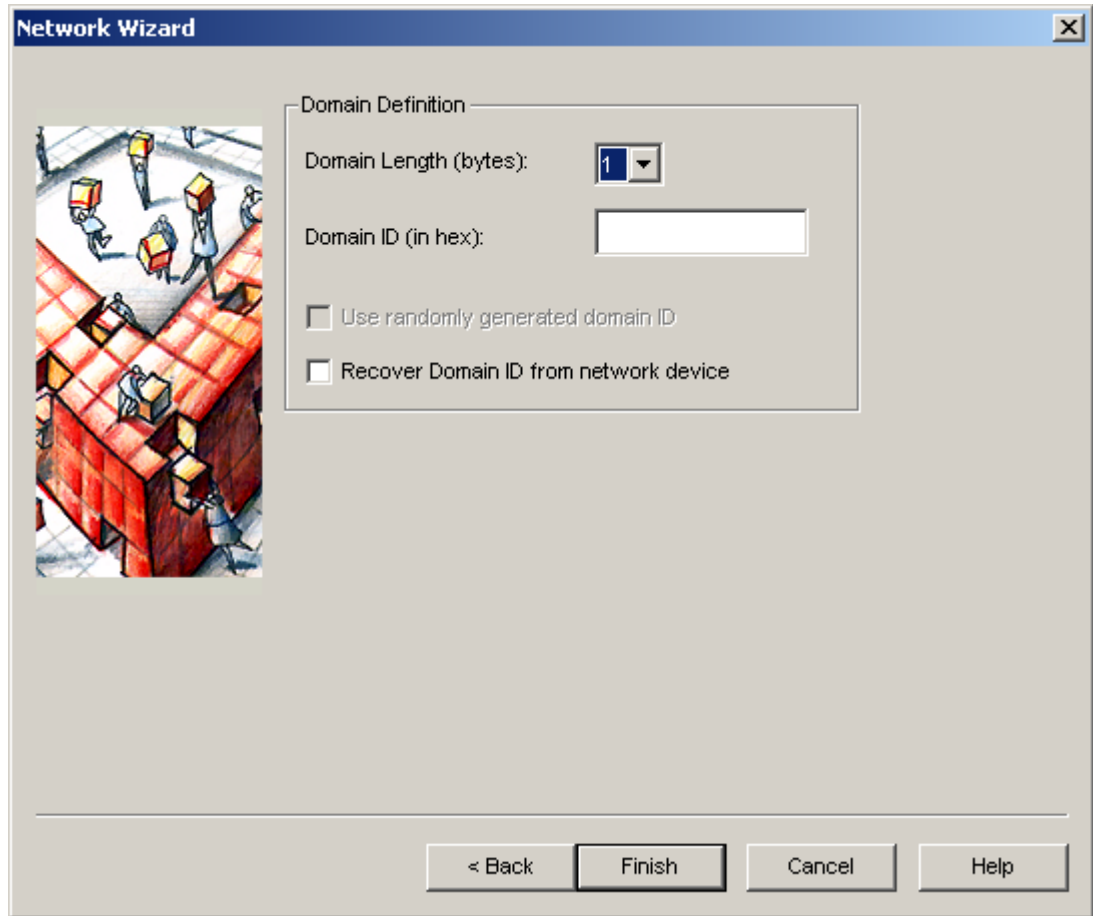 Network Wizard
Domain Definition
Domain Length (bytes):
1
Domain ID (in hex):
Use randomly generated domain ID
Recover Domain ID from network device
< Back
Finish
Cancel
Help